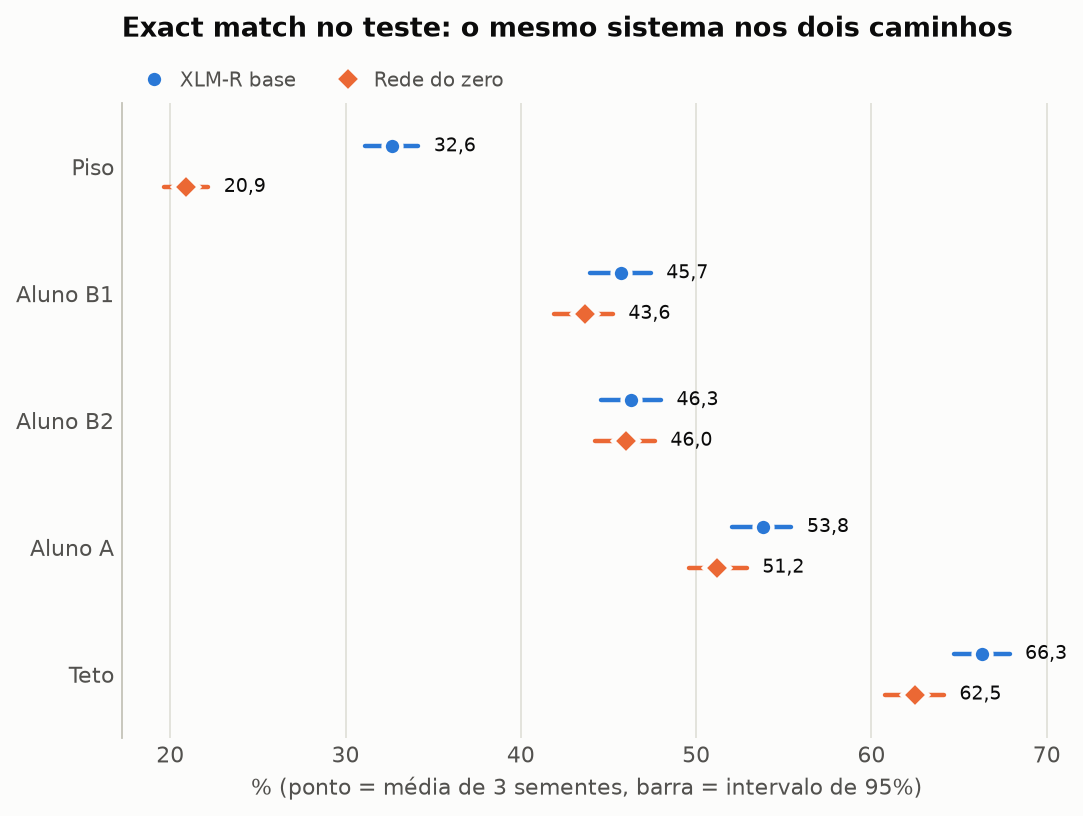 Exact match no teste: o mesmo sistema nos dois caminhos
XLM-R base
Rede do zero
Piso
32,6
20,9
Aluno B1
45,7
43,6
Aluno B2
46,3
46,0
Aluno A
53,8
51,2
Teto
66,3
62,5
20 30 40 50 60 70
% (ponto = média de 3 sementes, barra = intervalo de 95%)